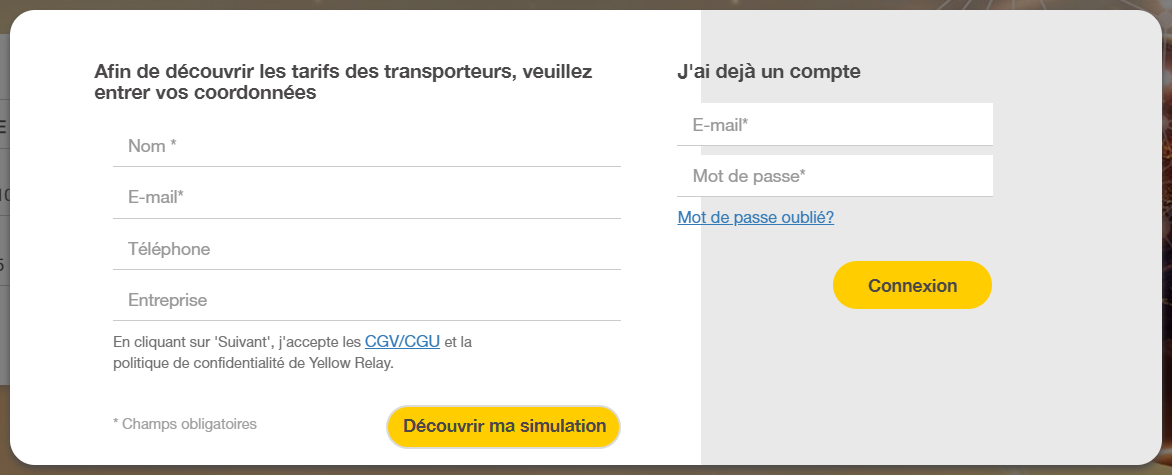 Afin de découvrir les tarifs des transporteurs, veuillez
entrer vos coordonnées
Nom *
E-mail*
Téléphone
Entreprise
En cliquant sur 'Suivant', j'accepte les CGV/CGU et la
politique de confidentialité de Yellow Relay.
* Champs obligatoires
Découvrir ma simulation
J'ai dejà un compte
E-mail*
Mot de passe*
Mot de passe oublié?
Connexion